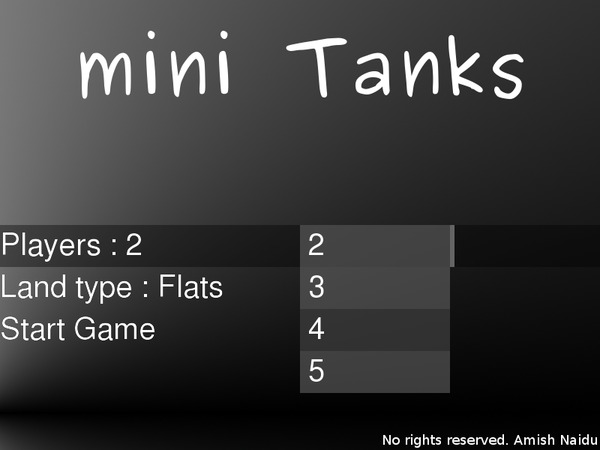 mini Tanks
Players : 2
2
Land type : Flats
3
Start Game
4
5
No rights reserved. Amish Naidu